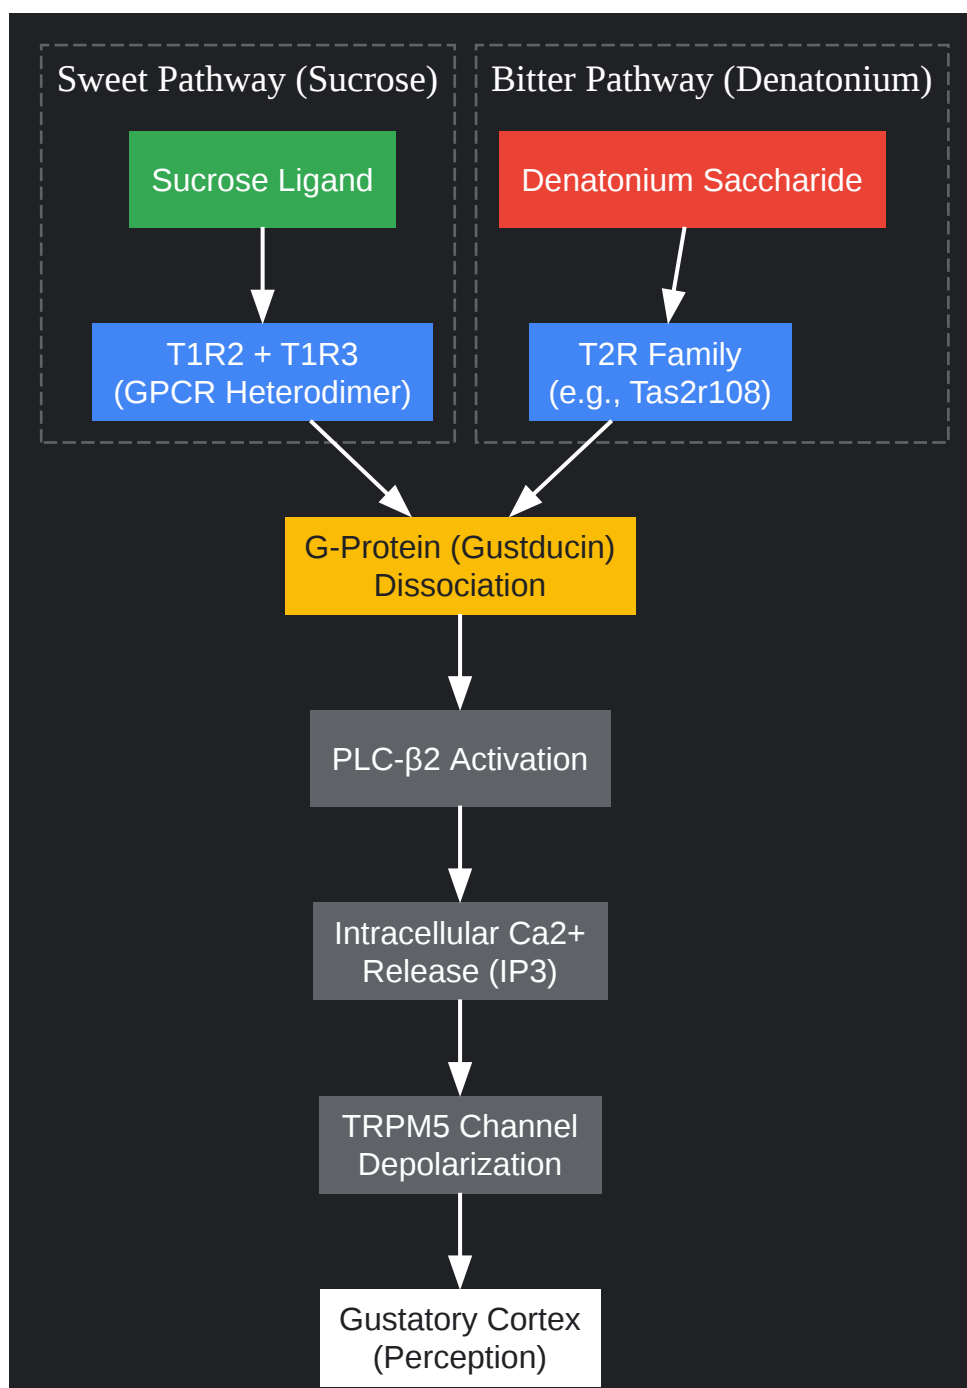 Sweet Pathway (Sucrose)
Sucrose Ligand
T1R2 + T1R3
(GPCR Heterodimer)
Bitter Pathway (Denatonium)
Denatonium Saccharide
T2R Family
(e.g., Tas2r108)
G-Protein (Gustducin)
Dissociation
PLC-β2 Activation
Intracellular Ca2+
Release (IP3)
TRPM5 Channel
Depolarization
Gustatory Cortex
(Perception)